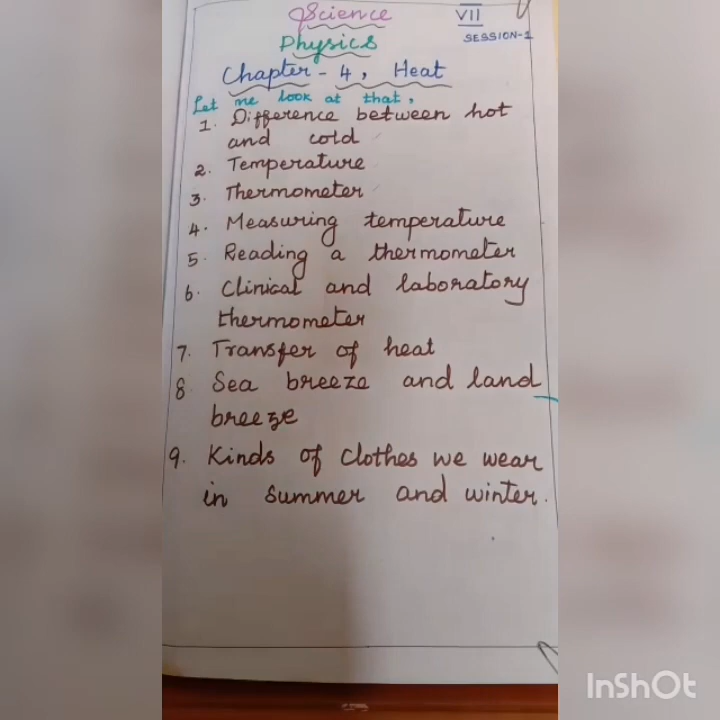 Science
VII
SESSION-1
Physics
Chapter - 4, Heat
Let me look at that,
1. Difference between hot
and cold
2. Temperature
3. Thermometer
4. Measuring temperature
5. Reading a thermometer
6. Clinical and laboratory
thermometer
7. Transfer of heat
8 Sea breeze and land
breeze
9. Kinds of clothes we wear
in summer and winter.
InShOt